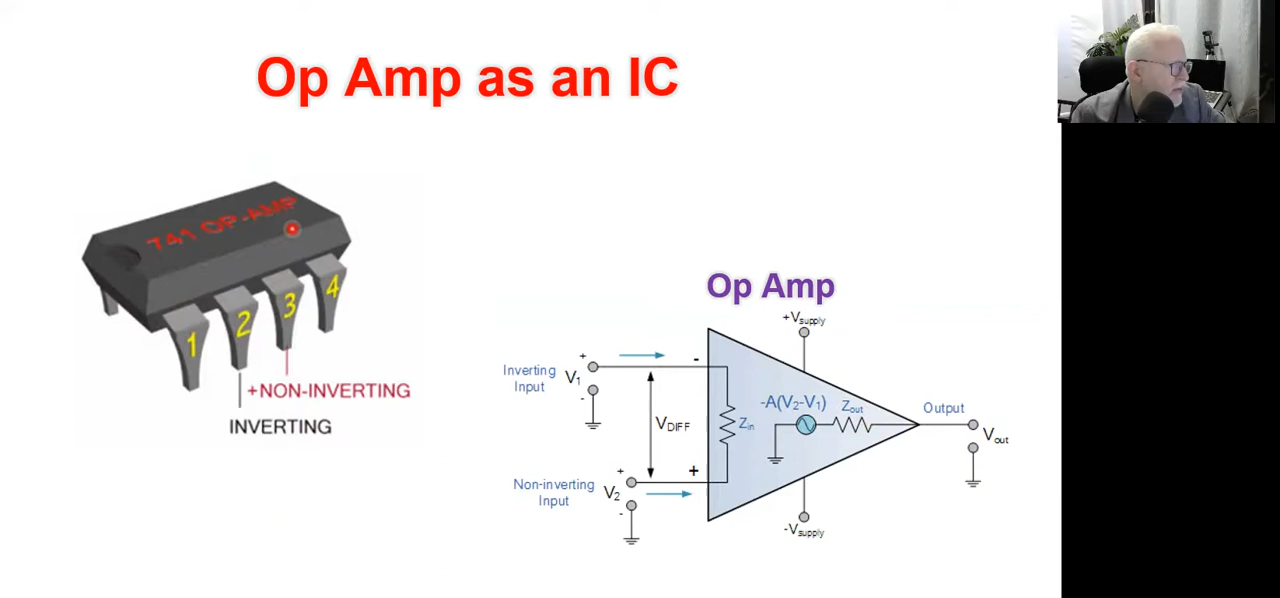 Op Amp as an IC
741 OP-AMP
1
2
3
4
+NON-INVERTING
INVERTING
Op Amp
+Vsupply
Inverting
Input
+
V1
-
-
VDIFF
Zin
-A(V2-V1)
Zout
Output
Vout
Non-inverting
Input
+
V2
-
+
-Vsupply